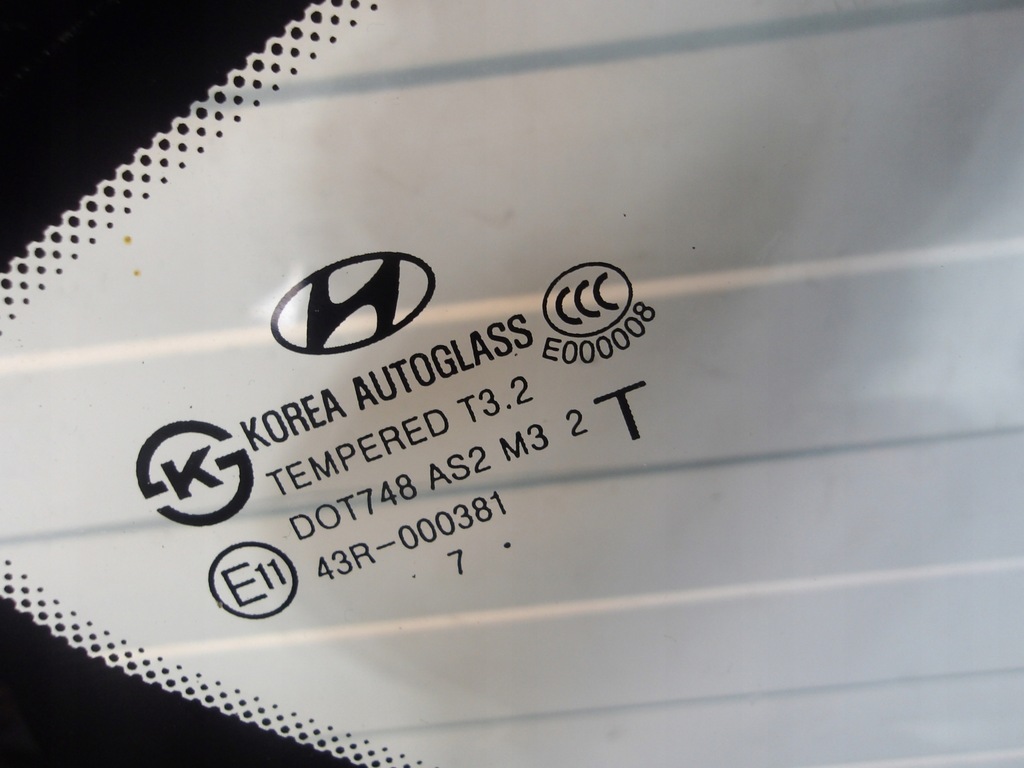 CCC
E000008
KOREA AUTOGLASS
K
TEMPERED T3.2
DOT748 AS2 M3 2 T
E11
43R-000381
. 7 .